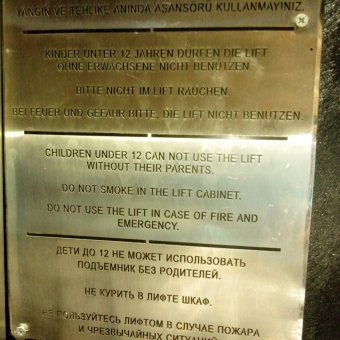 YANGIN VE TEHLİKE ANINDA ASANSÖRÜ KULLANMAYINIZ.
KINDER UNTER 12 JAHREN DÜRFEN DIE LIFT
OHNE ERWACHSENE NICHT BENUTZEN
BITTE NICHT IM LIFT RAUCHEN
BEI FEUER UND GEFAHR BITTE, DIE LIFT NICHT BENUTZEN
CHILDREN UNDER 12 CAN NOT USE THE LIFT
WITHOUT THEIR PARENTS.
DO NOT SMOKE IN THE LIFT CABINET.
DO NOT USE THE LIFT IN CASE OF FIRE AND
EMERGENCY.
ДЕТИ ДО 12 НЕ МОЖЕТ ИСПОЛЬЗОВАТЬ
ПОДЪЕМНИК БЕЗ РОДИТЕЛЕЙ.
НЕ КУРИТЬ В ЛИФТЕ ШКАФ.
НЕ ПОЛЬЗУЙТЕСЬ ЛИФТОМ В СЛУЧАЕ ПОЖАРА
И ЧРЕЗВЫЧАЙНЫХ СИТУАЦИЙ